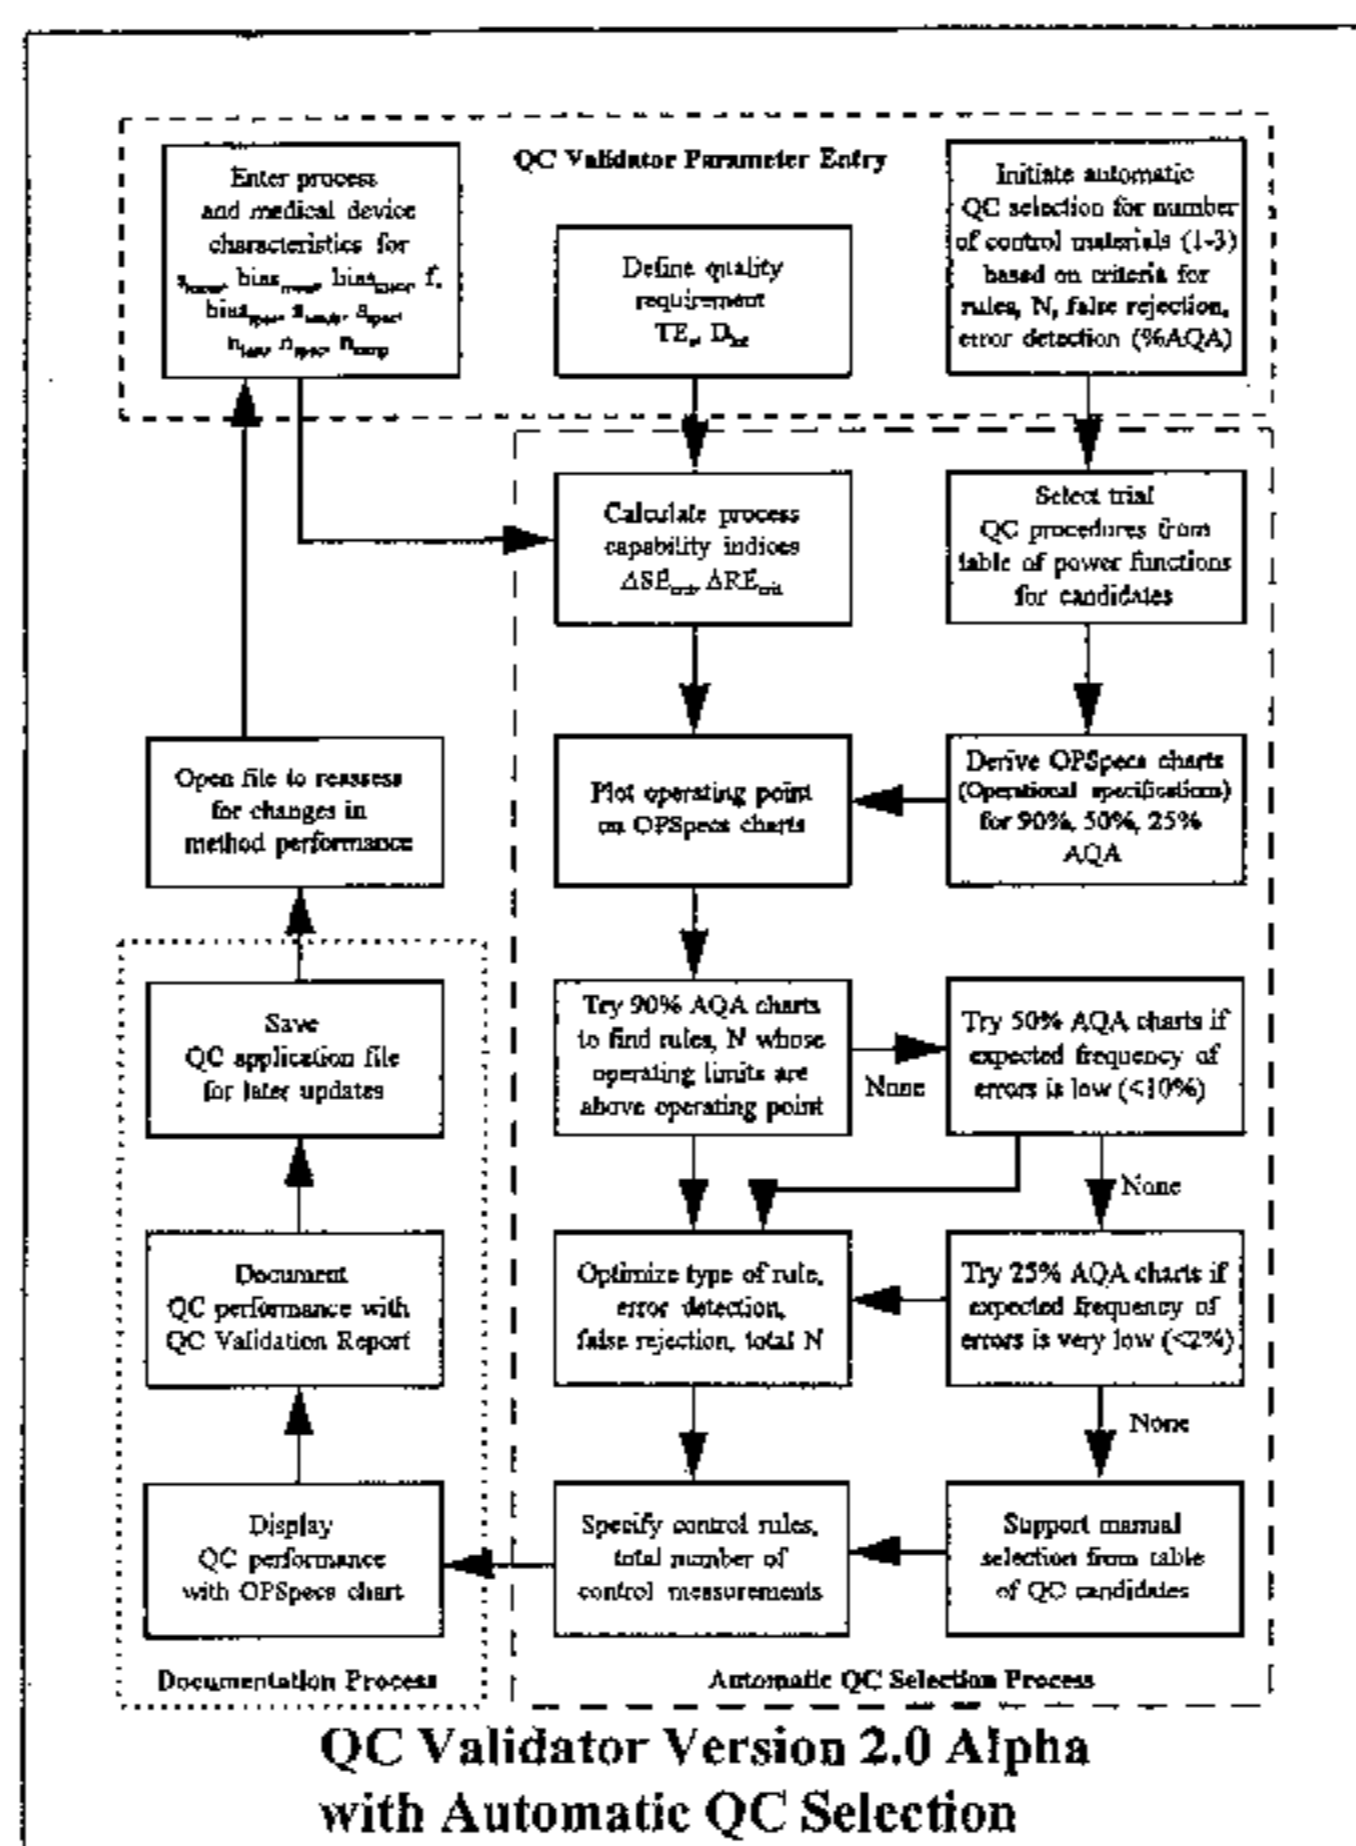 QC Validator Parameter Entry
Enter process
and medical device
characteristics for
Define quality
requirement
Initiate automatic
QC selection for number
of control materials (1-3)
based on criteria for
rules, N, false rejection,
error detection (%AQA)
Calculate process
capability indices
Select trial
QC procedures from
table of power functions
for candidates
Open file to reassess
for changes in
method performance
Plot operating point
on OPSpecs charts
Derive OPSpecs charts
(Operational specifications)
for 90%, 50%, 25%
AQA
Save
QC application file
for later updates
Try 90% AQA charts
to find rules, N whose
operating limits are
above operating point
None
Try 50% AQA charts if
expected frequency of
errors is low (<10%)
None
Document
QC performance with
QC Validation Report
Optimize type of rule,
error detection,
false rejection, total N
Try 25% AQA charts if
expected frequency of
errors is very low (<2%)
None
Display
QC performance
with OPSpecs chart
Specify control rules,
total number of
control measurements
Support manual
selection from table
of QC candidates
Documentation Process
Automatic QC Selection Process
QC Validator Version 2.0 Alpha
with Automatic QC Selection